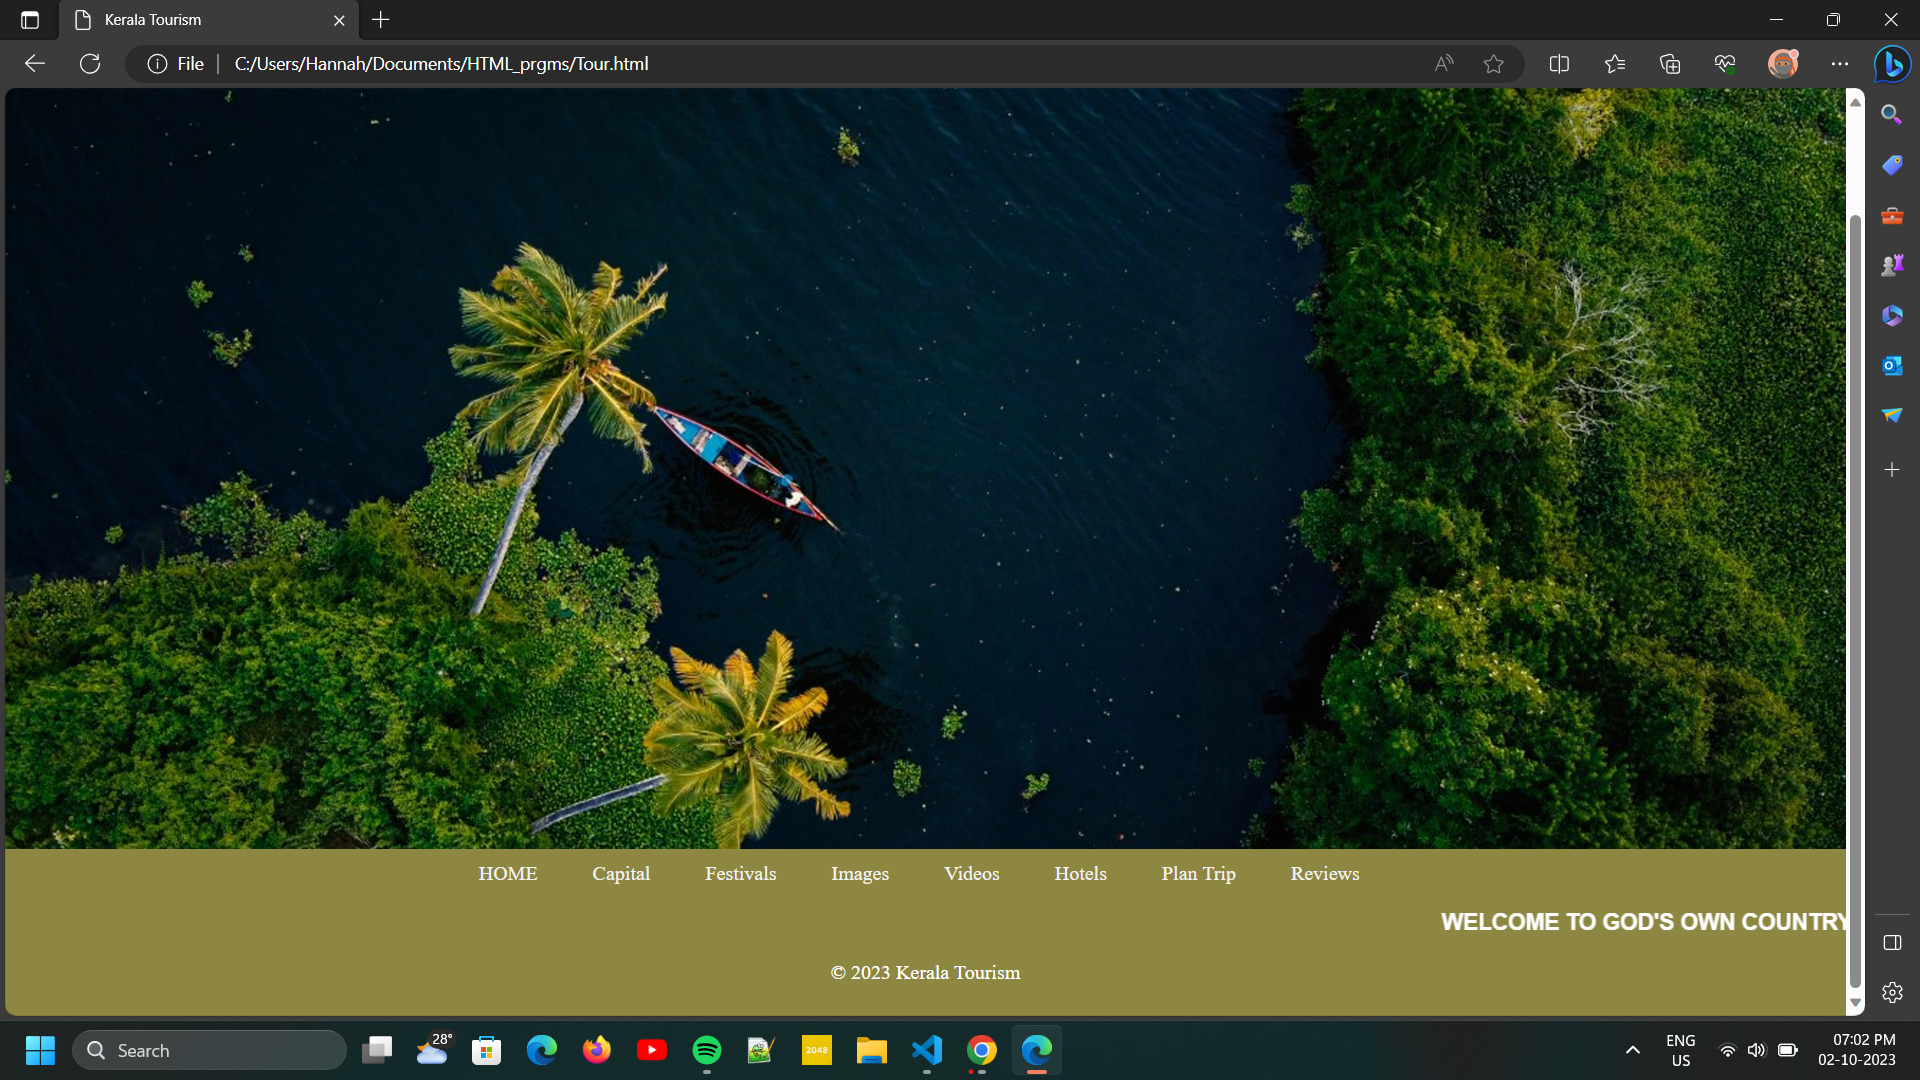 Kerala Tourism
File
C:/Users/Hannah/Documents/HTML_prgms/Tour.html
HOME Capital Festivals Images Videos Hotels Plan Trip Reviews
WELCOME TO GOD'S OWN COUNTRY
© 2023 Kerala Tourism
Search
28°
2048
ENG
US
07:02 PM
02-10-2023